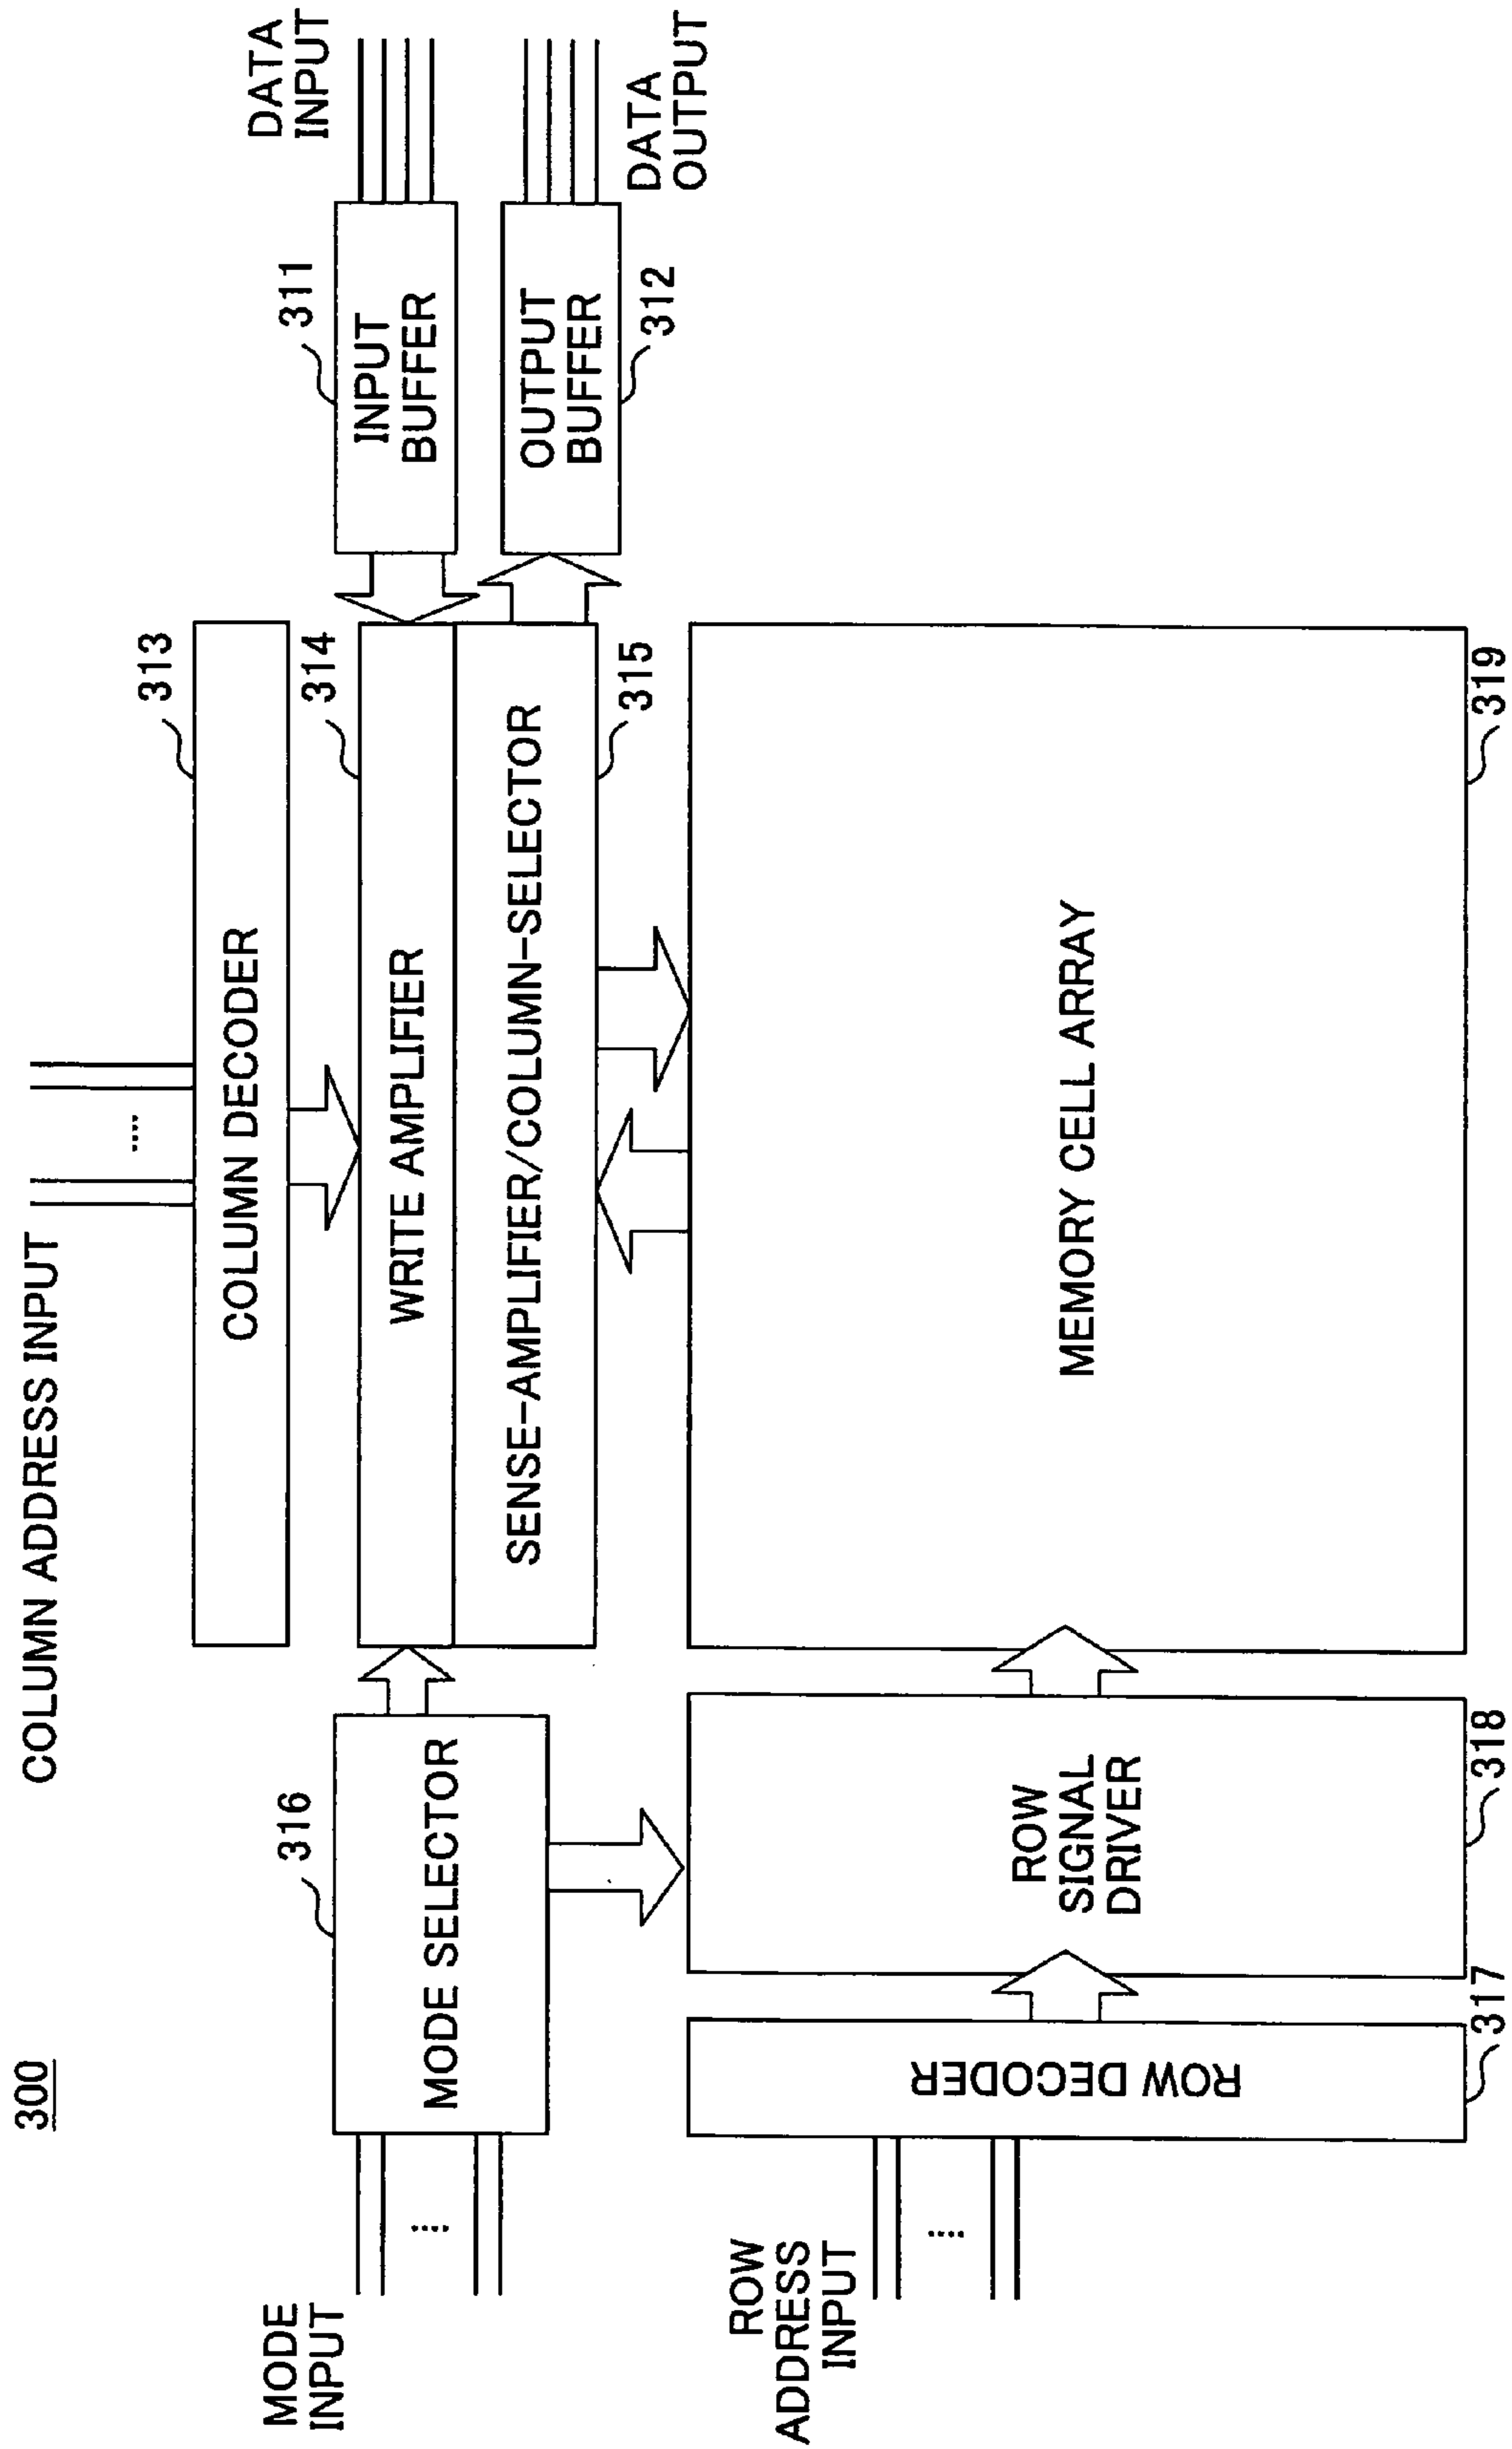 300
COLUMN ADDRESS INPUT
....
313
COLUMN DECODER
DATA
INPUT
311
INPUT
BUFFER
314
WRITE AMPLIFIER
316
MODE SELECTOR
MODE
INPUT
....
SENSE-AMPLIFIER/COLUMN-SELECTOR
315
OUTPUT
BUFFER
312
DATA
OUTPUT
ROW
ADDRESS
INPUT
....
ROW DECODER
317
ROW
SIGNAL
DRIVER
318
MEMORY CELL ARRAY
319